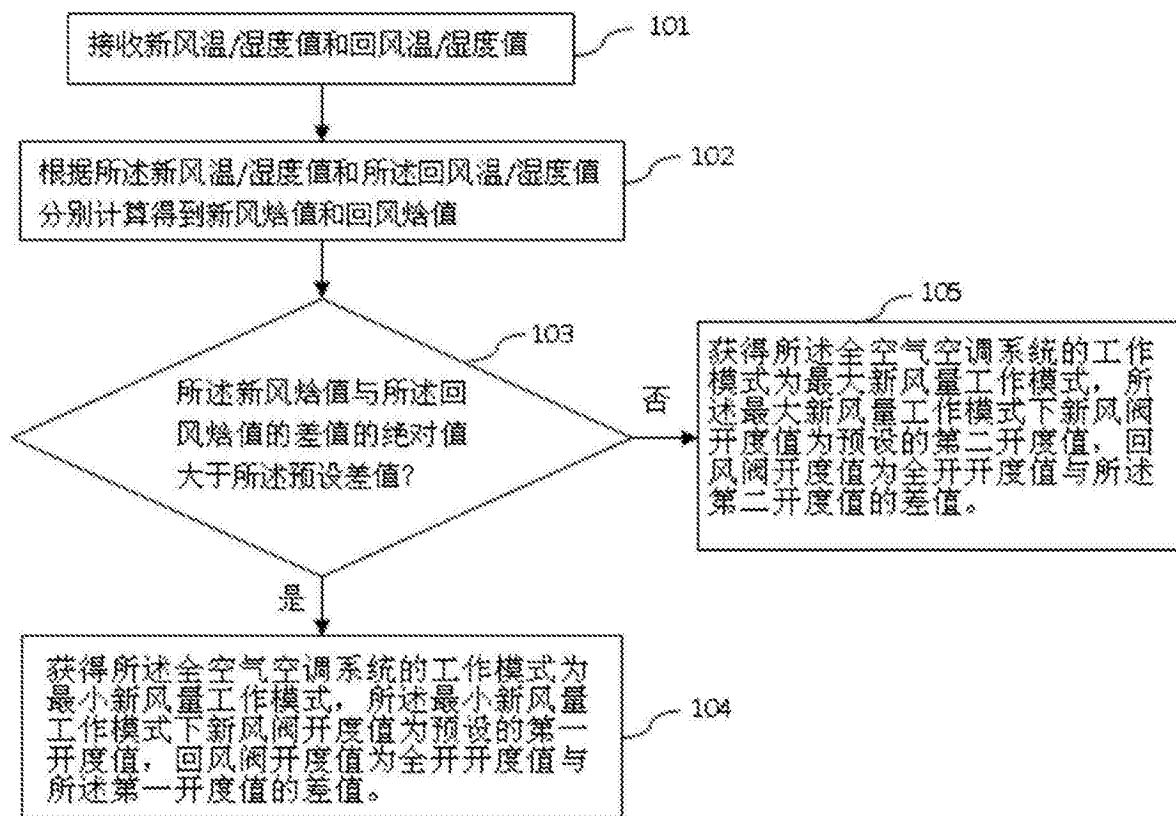 接收新风温/湿度值和回风温/湿度值
101
根据所述新风温/湿度值和所述回风温/湿度值
分别计算得到新风焓值和回风焓值
102
103
所述新风焓值与所述回
风焓值的差值的绝对值
大于所述预设差值?
否
105
获得所述全空气空调系统的工作
模式为最大新风量工作模式，所
述最大新风量工作模式下新风阀
开度值为预设的第二开度值，回
风阀开度值为全开开度值与所述
第二开度值的差值。
是
获得所述全空气空调系统的工作模式为
最小新风量工作模式，所述最小新风量
工作模式下新风阀开度值为预设的第一
开度值，回风阀开度值为全开开度值与
所述第一开度值的差值。
104